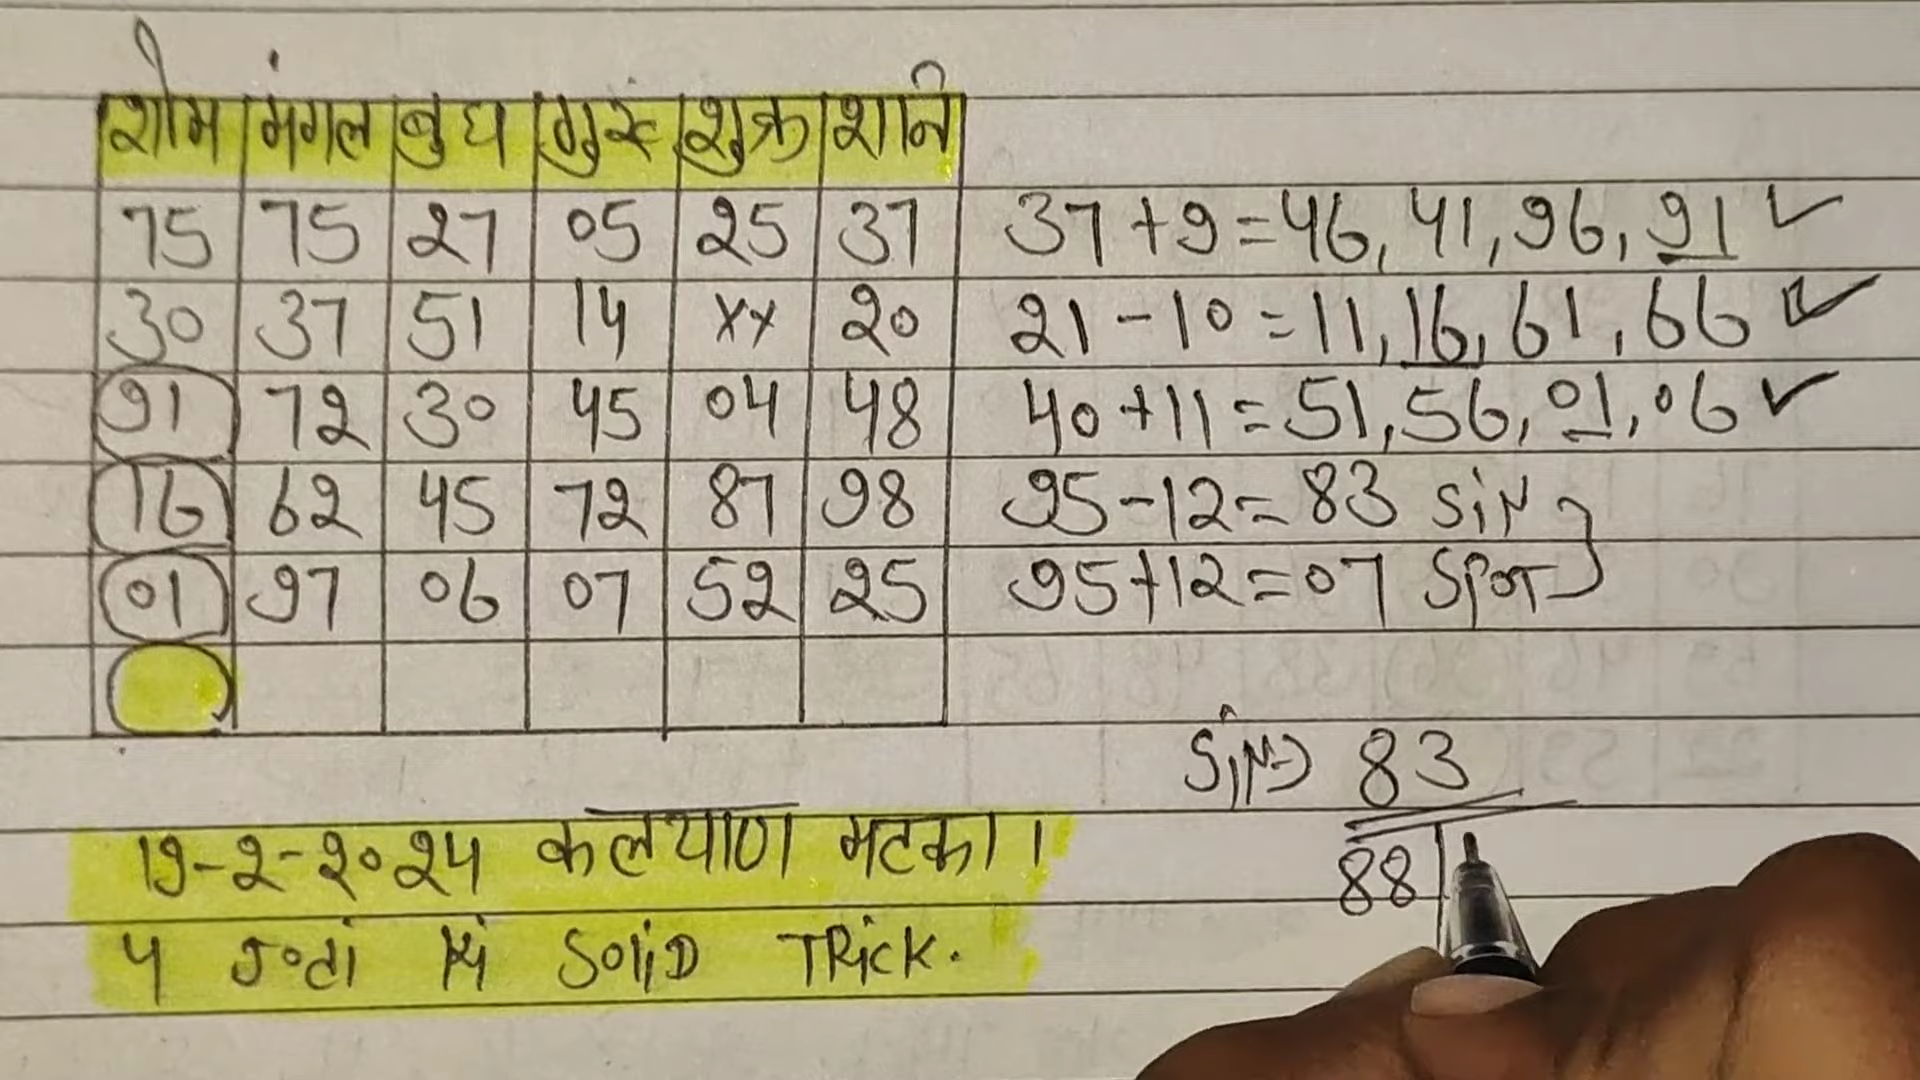 शोम मंगल बुध गुरु शुक्र शनि
75 75 27 05 25 37 37+9=46, 41, 96, 91 ✓
30 37 51 14 xx 20 21-10=11, 16, 61, 66 ✓
91 72 30 45 04 48 40+11=51, 56, 01, 06 ✓
16 62 45 72 87 98 95-12=83 SiN
01 97 06 07 52 25 95+12=07 SPOT
SiN 83
88
19-2-2024 कल्याण मटका।
4 Jodi Ki SoliD TRick.